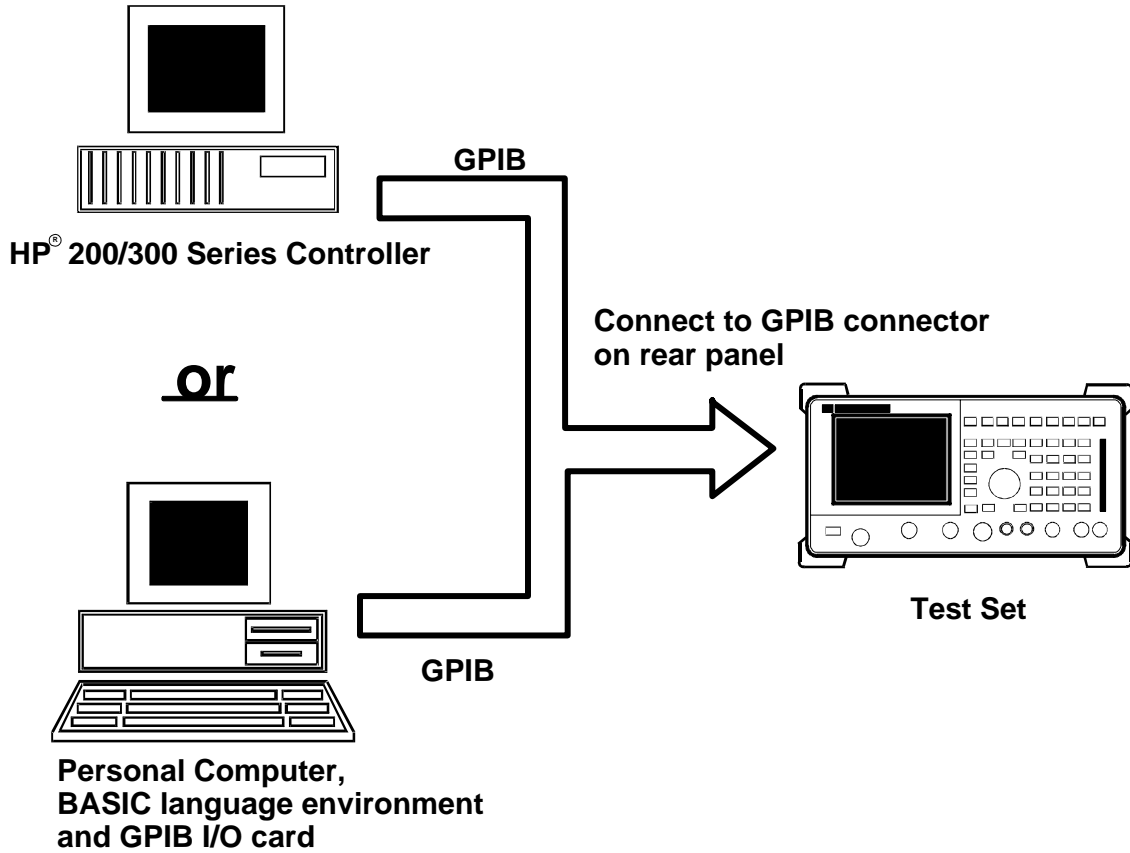 GPIB
HP® 200/300 Series Controller
Connect to GPIB connector
on rear panel
or
Test Set
GPIB
Personal Computer,
BASIC language environment
and GPIB I/O card